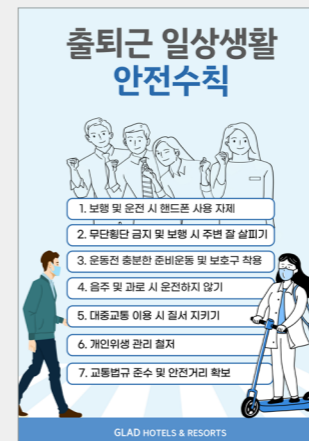 출퇴근 일상생활
안전수칙
1. 보행 및 운전 시 핸드폰 사용 자제
2. 무단횡단 금지 및 보행 시 주변 잘 살피기
3. 운동전 충분한 준비운동 및 보호구 착용
4. 음주 및 과로 시 운전하지 않기
5. 대중교통 이용 시 질서 지키기
6. 개인위생 관리 철저
7. 교통법규 준수 및 안전거리 확보
GLAD HOTELS & RESORTS